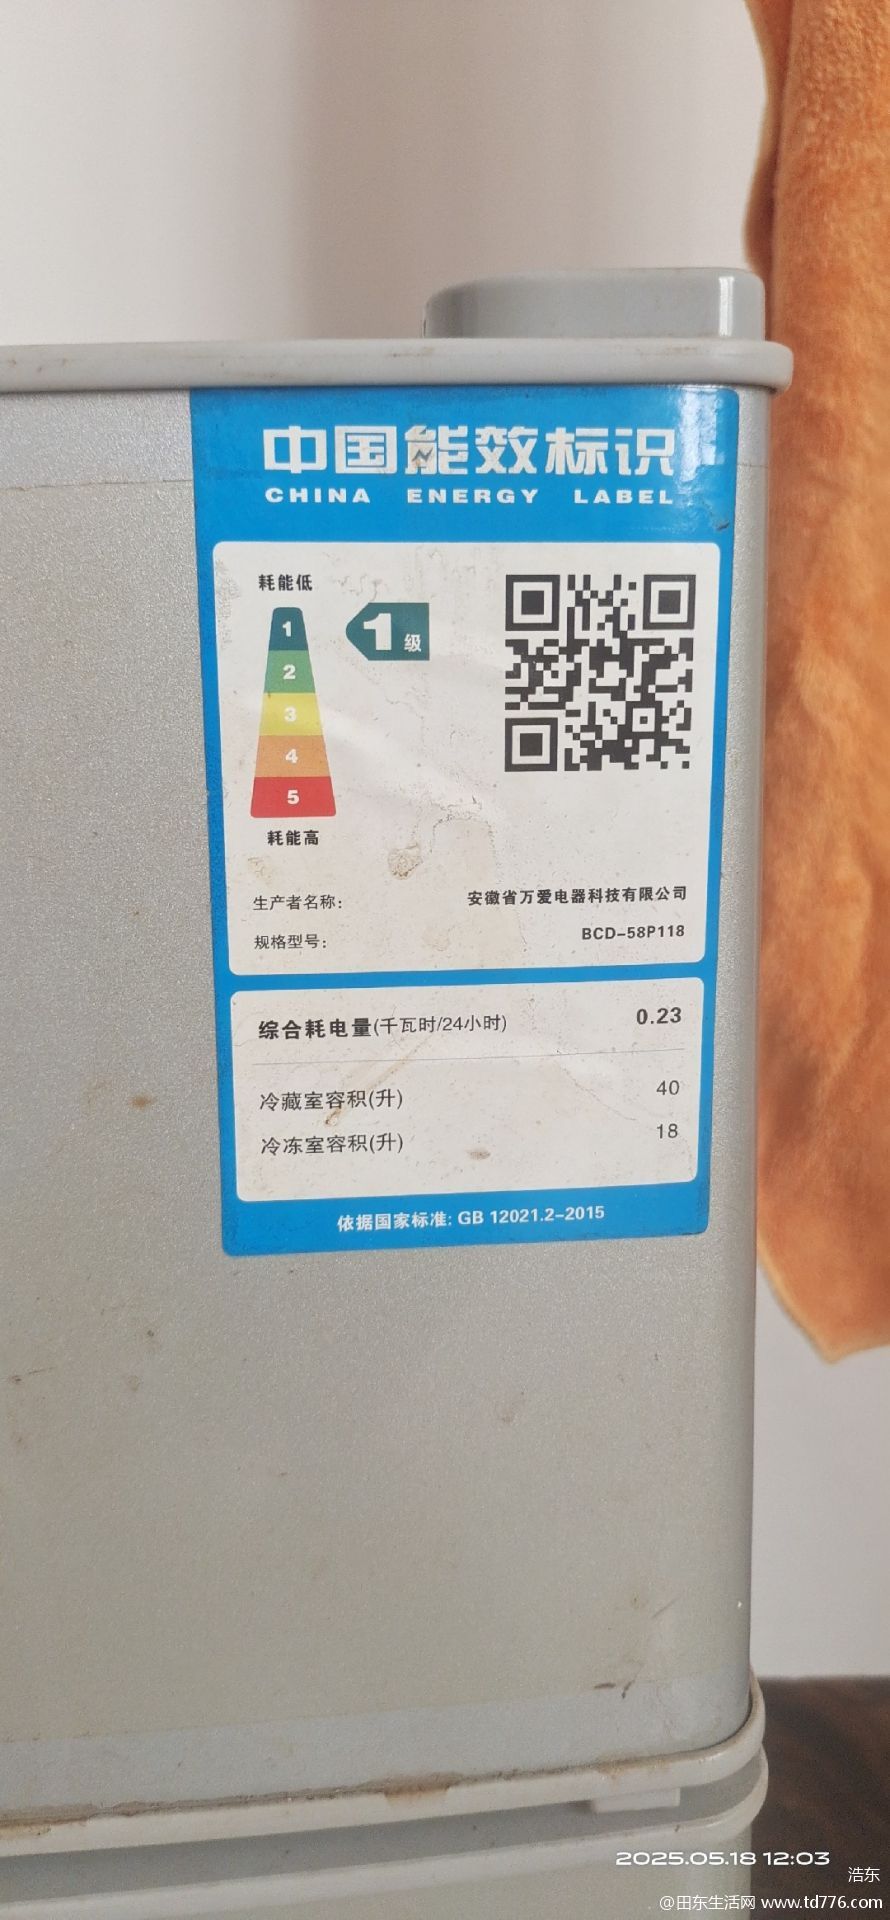 中国能效标识
CHINA ENERGY LABEL
耗能低
1
1级
2
3
4
5
耗能高
生产者名称: 安徽省万爱电器科技有限公司
规格型号: BCD-58P118
综合耗电量(千瓦时/24小时) 0.23
冷藏室容积(升) 40
冷冻室容积(升) 18
依据国家标准: GB 12021.2-2015
2025.05.18 12:03
浩东
@田东生活网 www.td776.com